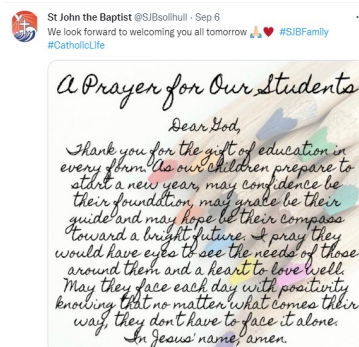 St John the Baptist @SJBsolihull · Sep 6
We look forward to welcoming you all tomorrow 🙏❤️ #SJBFamily
#CatholicLife
A Prayer for Our Students
Dear God,
Thank you for the gift of education in
every form. As our children prepare to
start a new year, may confidence be
their foundation, may grace be their
guide and may hope be their compass
toward a bright future. I pray they
would have eyes to see the needs of those
around them and a heart to love well.
May they face each day with positivity
knowing that no matter what comes their
way, they don't have to face it alone.
In Jesus' name, amen.